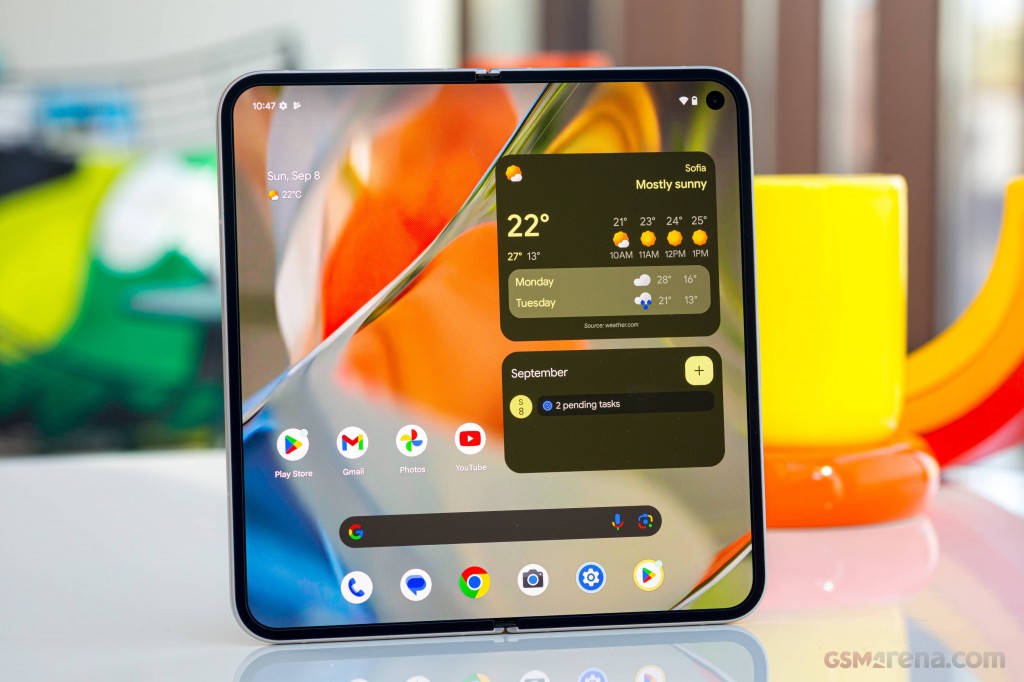 10:47
Sun, Sep 8
22°C
Sofia
Mostly sunny
22°
27° 13°
21° 23° 24° 25°
10AM 11AM 12PM 1PM
Monday 28° 16°
Tuesday 21° 13°
Source: weather.com
September
+
S
8
2 pending tasks
Play Store Gmail Photos YouTube
G
GSMarena.com